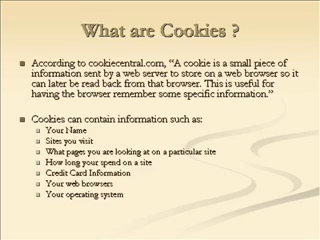 What are Cookies ?
According to cookiecentral.com, “A cookie is a small piece of
information sent by a web server to store on a web browser so it
can later be read back from that browser. This is useful for
having the browser remember some specific information.”
Cookies can contain information such as:
Your Name
Sites you visit
What pages you are looking at on a particular site
How long your spend on a site
Credit Card Information
Your web browsers
Your operating system